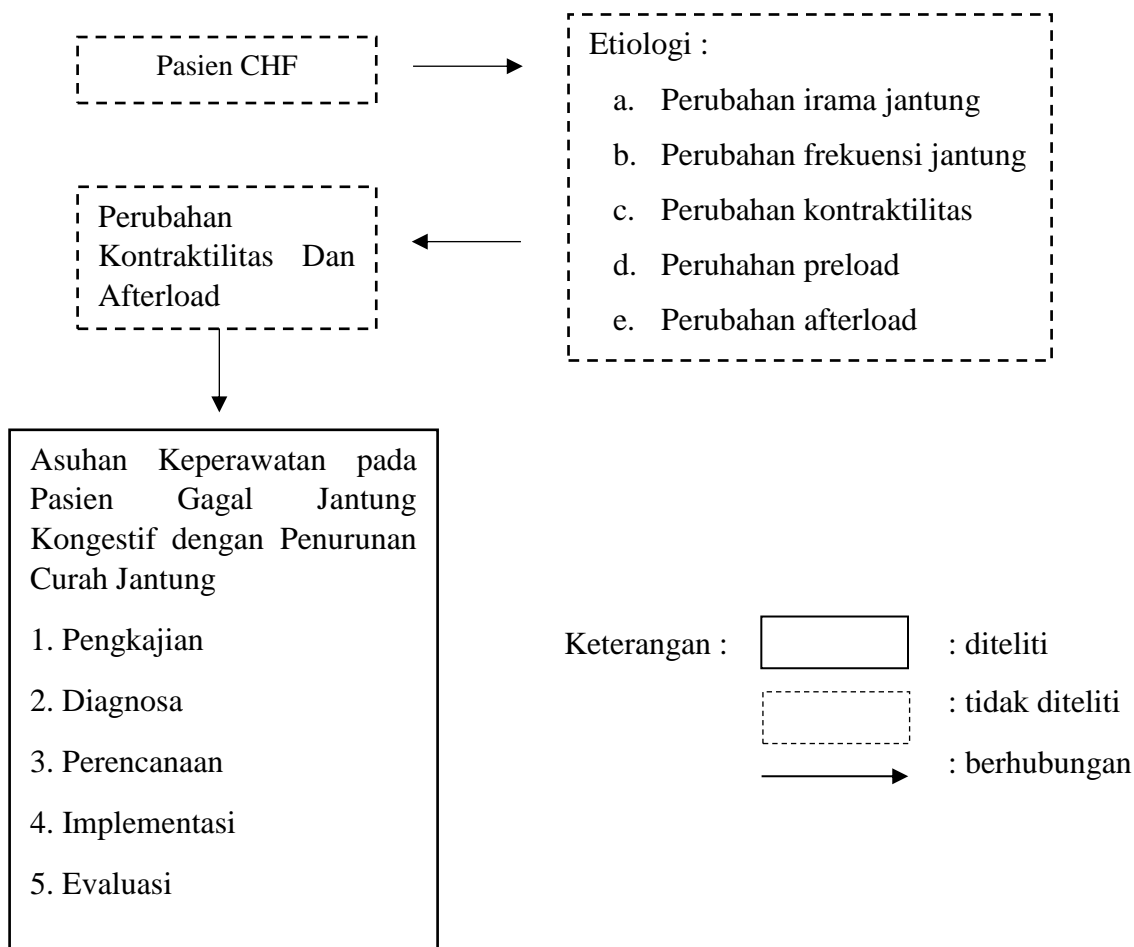 Pasien CHF
Etiologi :
a. Perubahan irama jantung
b. Perubahan frekuensi jantung
c. Perubahan kontraktilitas
d. Peruhahan preload
e. Perubahan afterload
Perubahan
Kontraktilitas Dan
Afterload
Asuhan Keperawatan pada
Pasien Gagal Jantung
Kongestif dengan Penurunan
Curah Jantung
1. Pengkajian
2. Diagnosa
3. Perencanaan
4. Implementasi
5. Evaluasi
Keterangan :
: diteliti
: tidak diteliti
: berhubungan